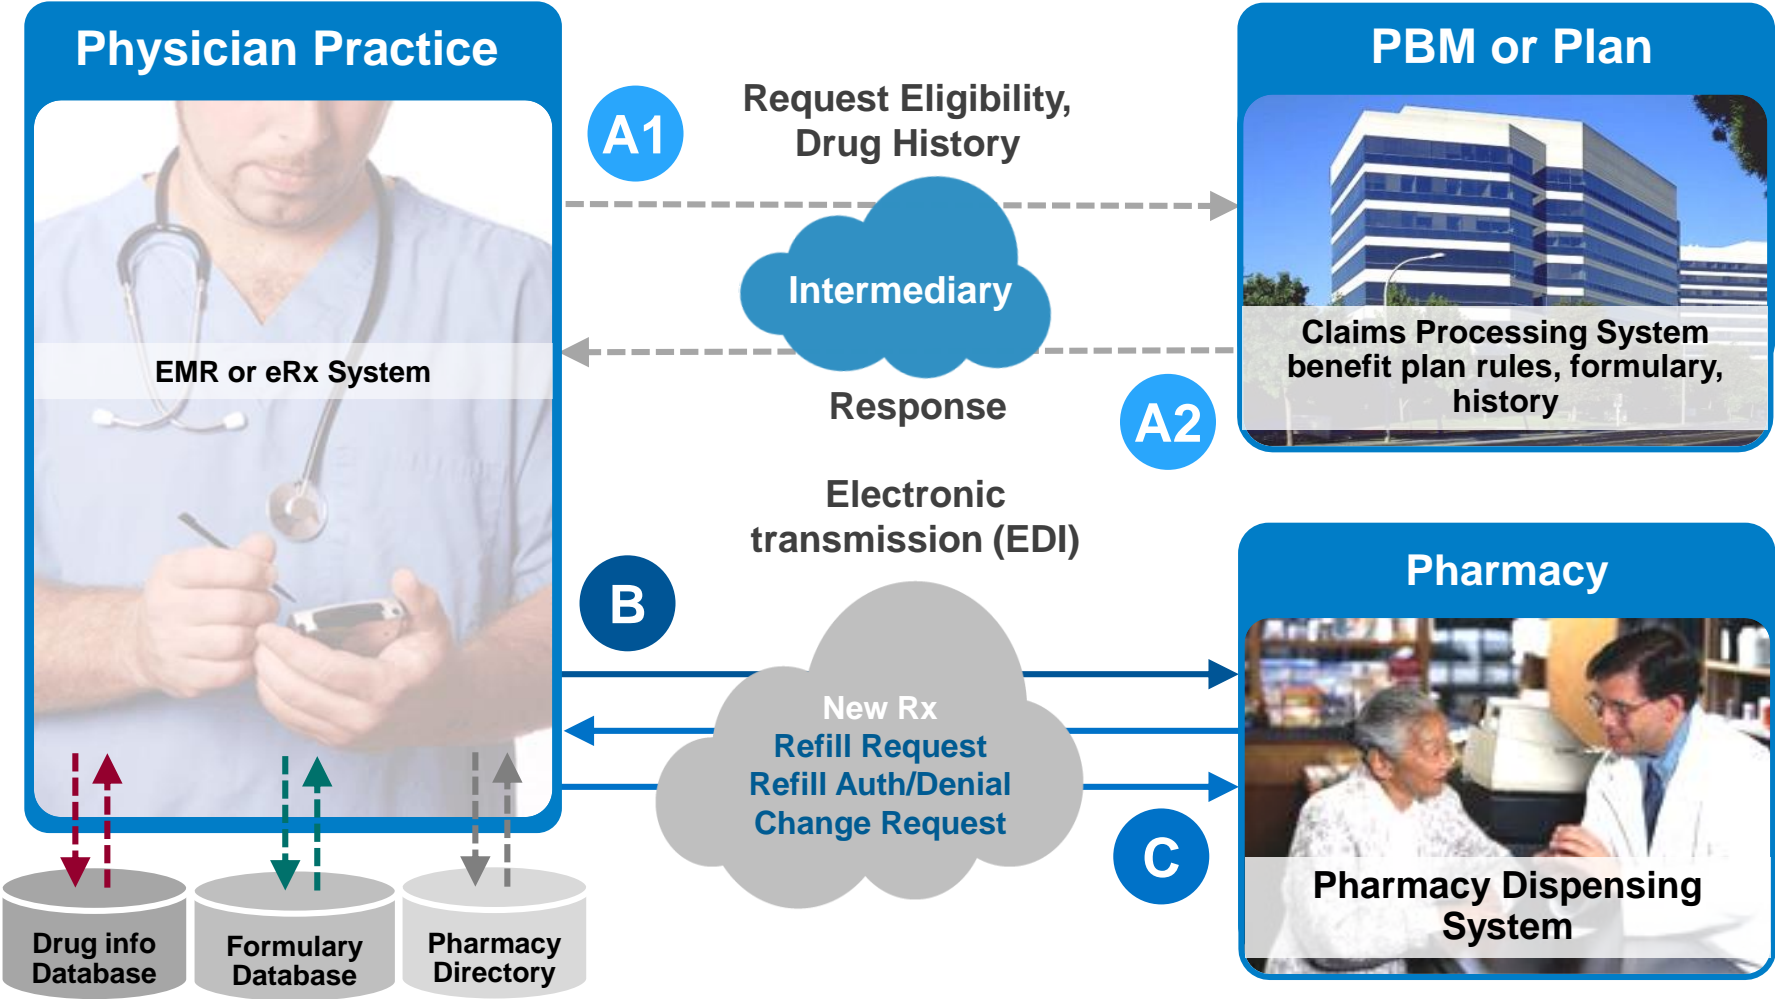 Physician Practice
EMR or eRx System
A1
Request Eligibility,
Drug History
Intermediary
Response
A2
PBM or Plan
Claims Processing System
benefit plan rules, formulary,
history
Electronic
transmission (EDI)
B
New Rx
Refill Request
Refill Auth/Denial
Change Request
C
Pharmacy
Pharmacy Dispensing
System
Drug info
Database
Formulary
Database
Pharmacy
Directory